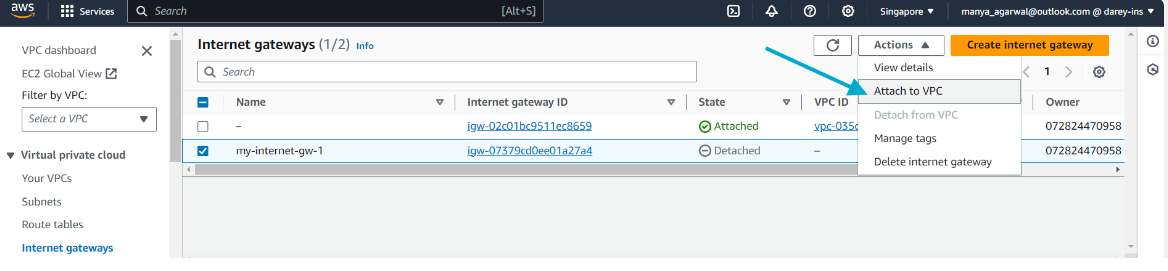 aws
Services
Search
[Alt+S]
Singapore
manya_agarwal@outlook.com @ darey-ins
VPC dashboard
EC2 Global View
Filter by VPC:
Select a VPC
Virtual private cloud
Your VPCs
Subnets
Route tables
Internet gateways
Internet gateways (1/2) Info
Actions
Create internet gateway
Search
1
View details
Attach to VPC
Detach from VPC
Manage tags
Delete internet gateway
Name Internet gateway ID State VPC ID Owner
– igw-02c01bc9511ec8659 Attached 072824470958
my-internet-gw-1 igw-07379cd0ee01a27a4 Detached – 072824470958